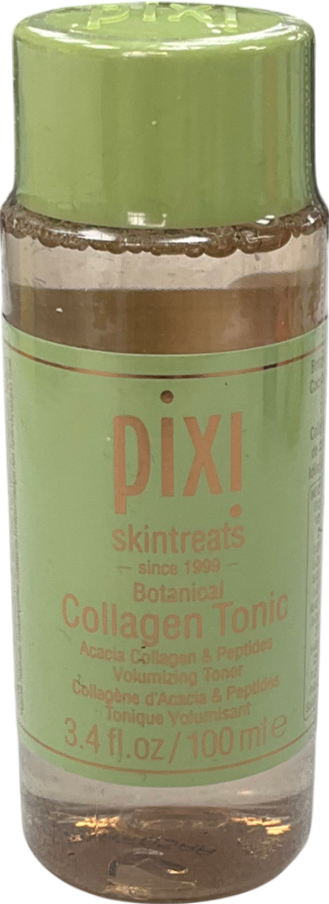 PIXI
pixi
skintreats
– since 1999 –
Botanical
Collagen Tonic
Acacia Collagen & Peptides
Volumizing Toner
Collagène d'Acacia & Peptides
Tonique Volumisant
3.4 fl.oz / 100 ml ℮